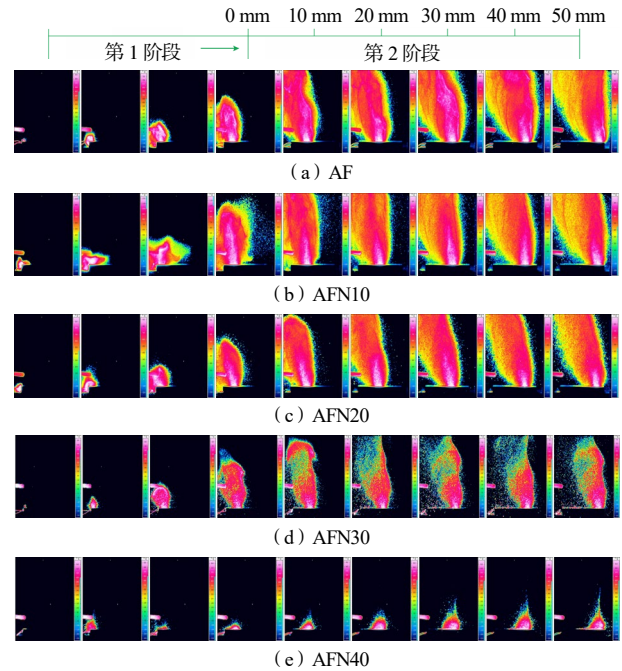 0 mm 10 mm 20 mm 30 mm 40 mm 50 mm
第 1 阶段 第 2 阶段
（a）AF
（b）AFN10
（c）AFN20
（d）AFN30
（e）AFN40